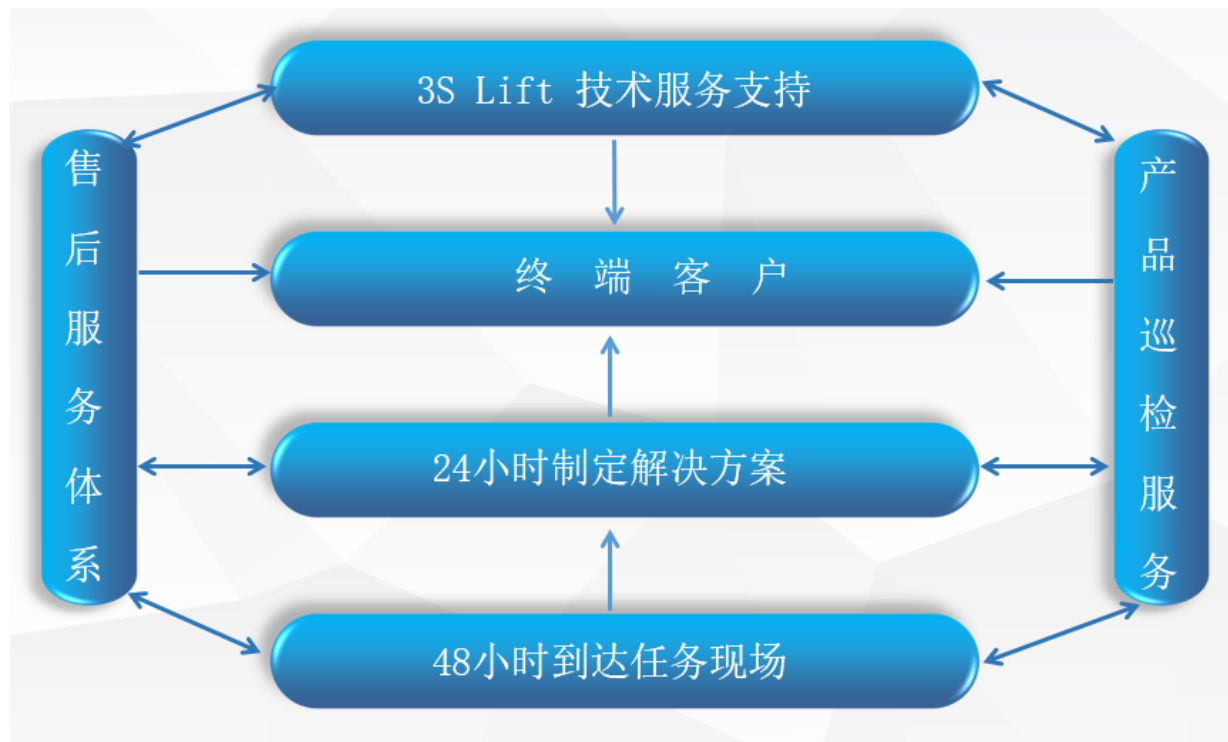 3S Lift 技术服务支持
售后服务体系
产品巡检服务
终端客户
24小时制定解决方案
48小时到达任务现场